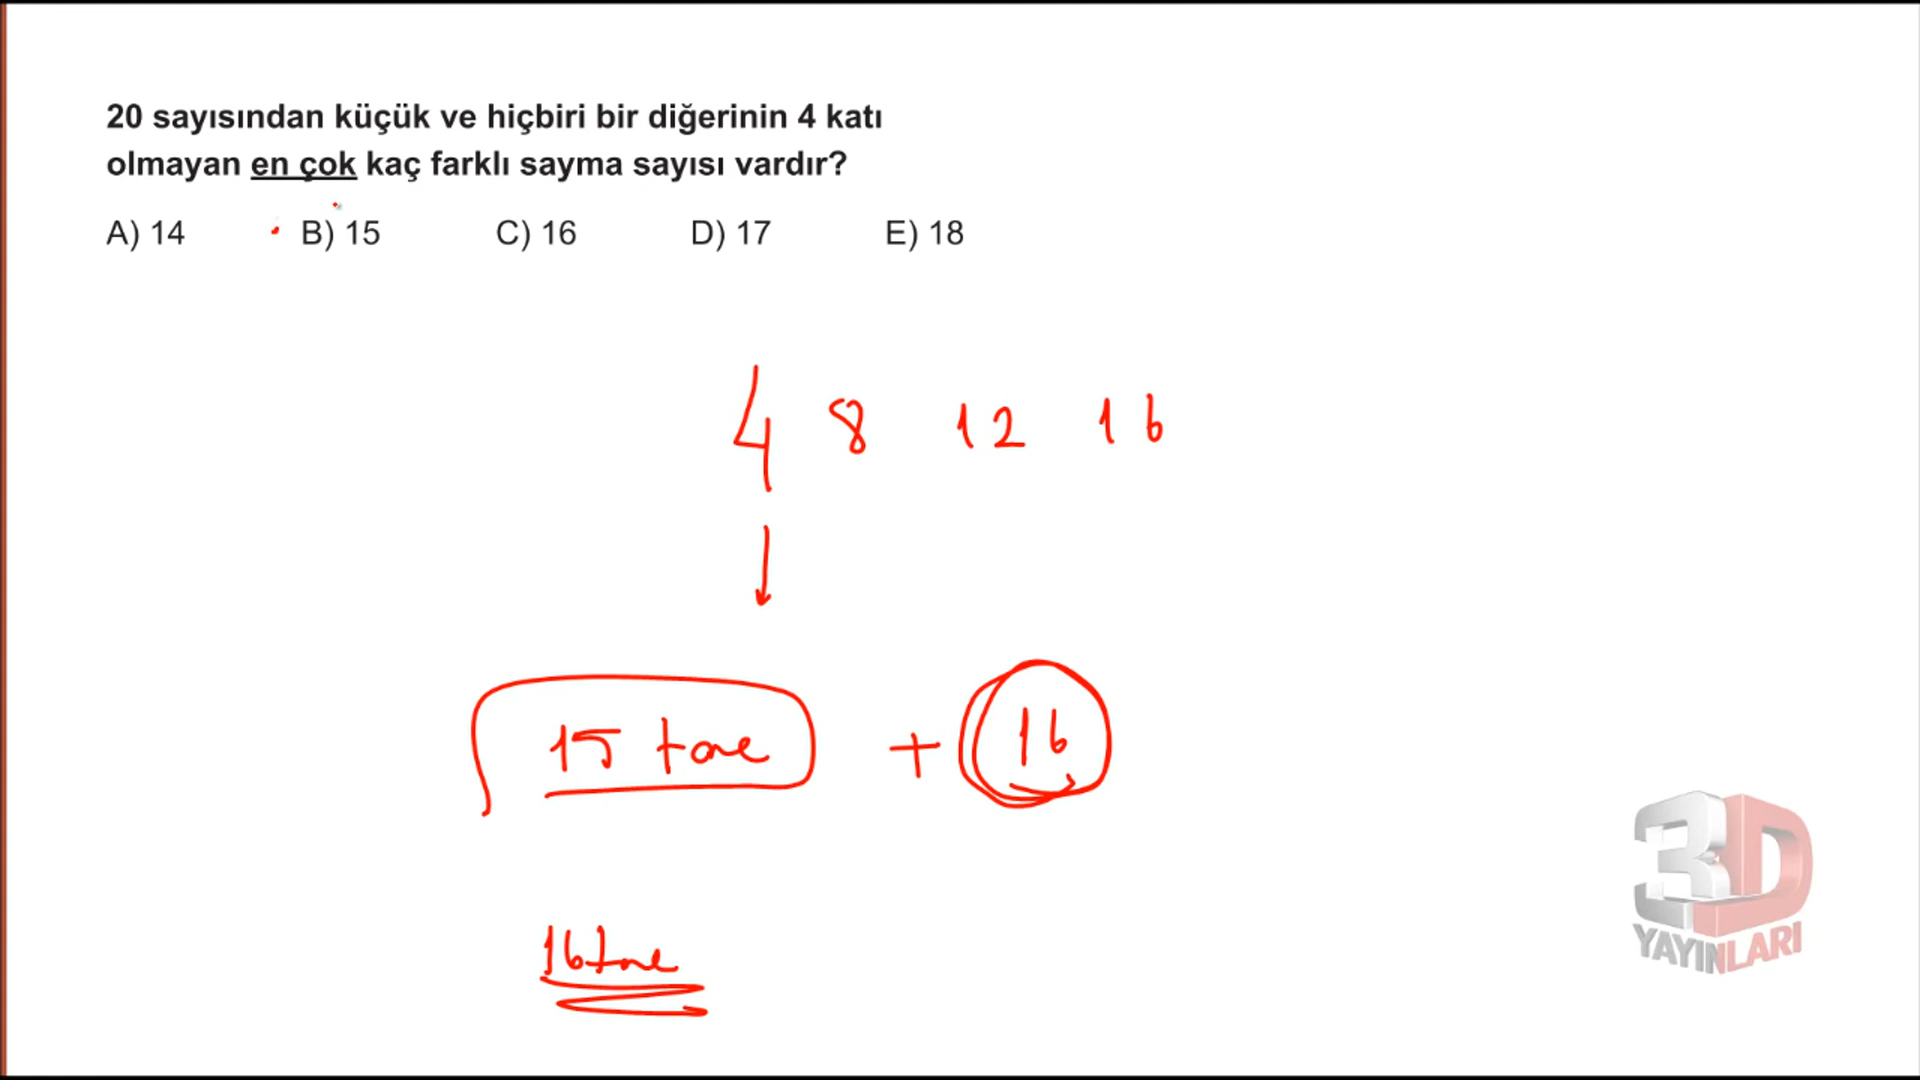 20 sayısından küçük ve hiçbiri bir diğerinin 4 katı
olmayan en çok kaç farklı sayma sayısı vardır?
A) 14 B) 15 C) 16 D) 17 E) 18
4 8 12 16
15 tane + 16
16 tane
3D
YAYINLARI